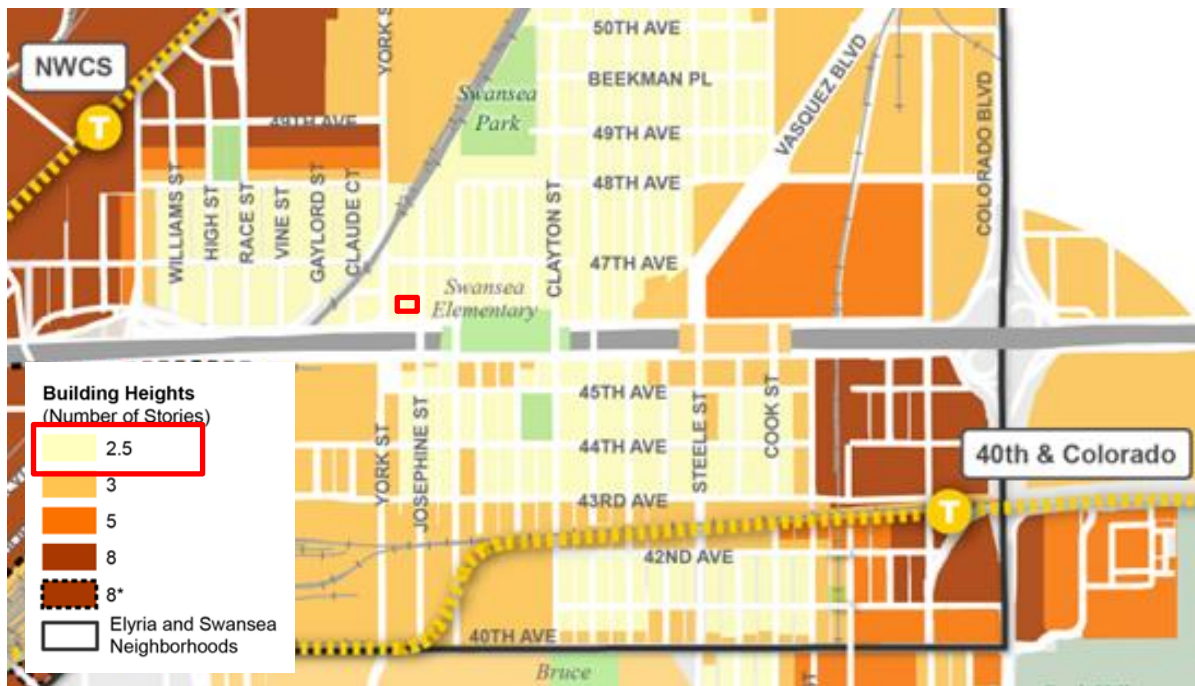 50TH AVE
YORK S
NWCS
BEEKMAN PL
VASQUEZ BLVD
COLORADO BLVD
Swansea
Park
T
49TH AVE
49TH AVE
48TH AVE
WILLIAMS ST
HIGH ST
RACE ST
VINE ST
GAYLORD ST
CLAUDE CT
CLAYTON ST
47TH AVE
Swansea
Elementary
Building Heights
(Number of Stories)
2.5
3
5
8
8*
Elyria and Swansea
Neighborhoods
45TH AVE
YORK ST
JOSEPHINE ST
STEELE ST
COOK ST
44TH AVE
40th & Colorado
43RD AVE
T
42ND AVE
40TH AVE
Bruce